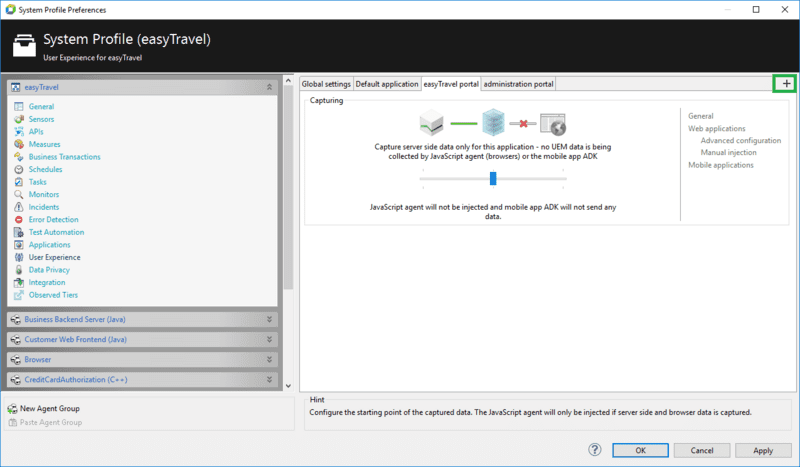 System Profile Preferences
System Profile (easyTravel)
User Experience for easyTravel
easyTravel
General
Sensors
APIs
Measures
Business Transactions
Schedules
Tasks
Monitors
Incidents
Error Detection
Test Automation
Applications
User Experience
Data Privacy
Integration
Observed Tiers
Business Backend Server (Java)
Customer Web Frontend (Java)
Browser
CreditCardAuthorization (C++)
New Agent Group
Paste Agent Group
Global settings Default application easyTravel portal administration portal +
Capturing
Capture server side data only for this application - no UEM data is being
collected by JavaScript agent (browsers) or the mobile app ADK
JavaScript agent will not be injected and mobile app ADK will not send any
data.
General
Web applications
Advanced configuration
Manual injection
Mobile applications
Hint
Configure the starting point of the captured data. The JavaScript agent will only be injected if server side and browser data is captured.
? OK Cancel Apply